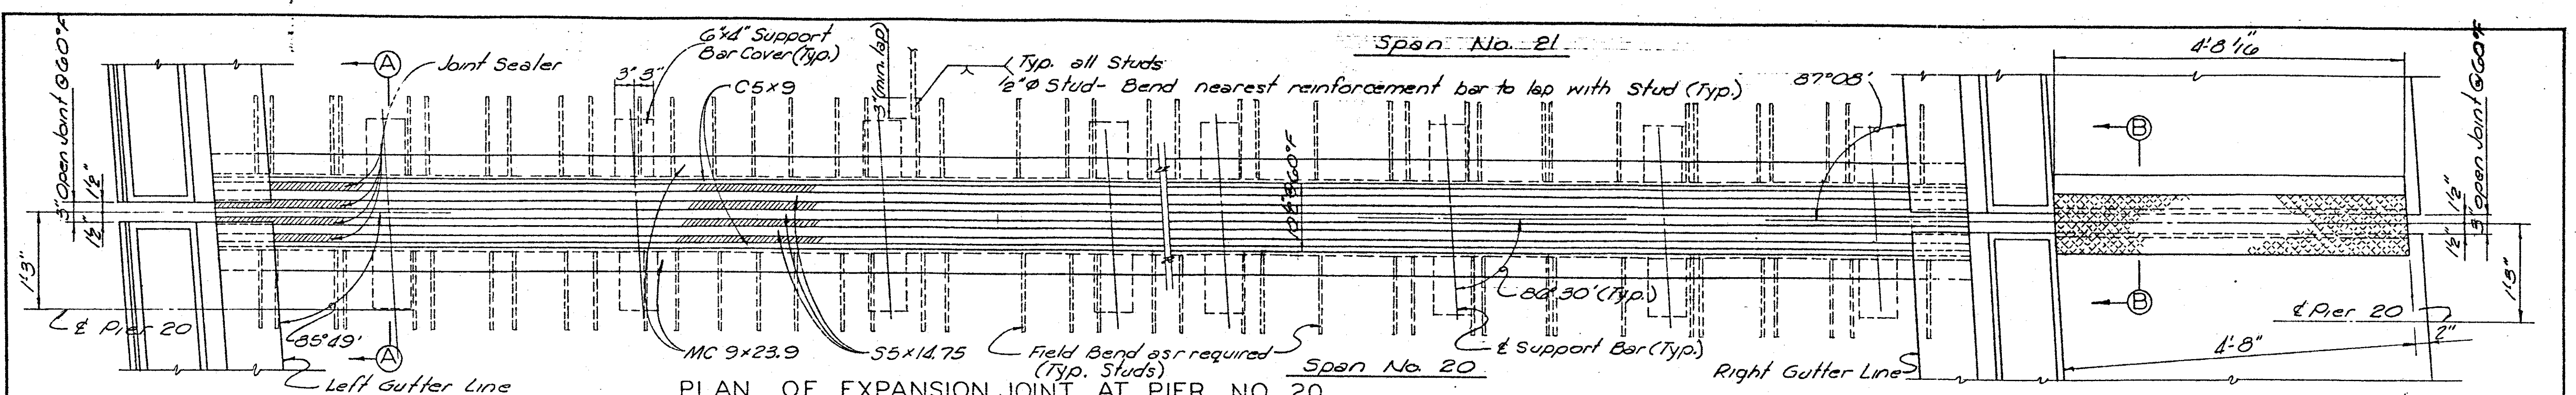 6"x4" Support
Bar Cover (Typ.)
Joint Sealer
A
3" 3"
C5x9
3" (min. lap)
Typ. all Studs
1/2" Ø Stud - Bend nearest reinforcement bar to lap with Stud (Typ.)
Span No. 21
87°08'
4'-8 1/16
3" Open Joint @ 60°F
1 1/2"
1 1/2"
1'3"
℄ Pier 20
85°49'
A
Left Gutter Line
MC 9x23.9
S5x14.75
Field Bend as required
(Typ. Studs)
Span No. 20
30' (Typ.)
℄ Support Bar (Typ.)
Right Gutter Line
B
B
3" Open Joint @ 60°F
1 1/2"
1 1/2"
℄ Pier 20
4'-8"
2"
PLAN OF EXPANSION JOINT AT PIER NO. 20